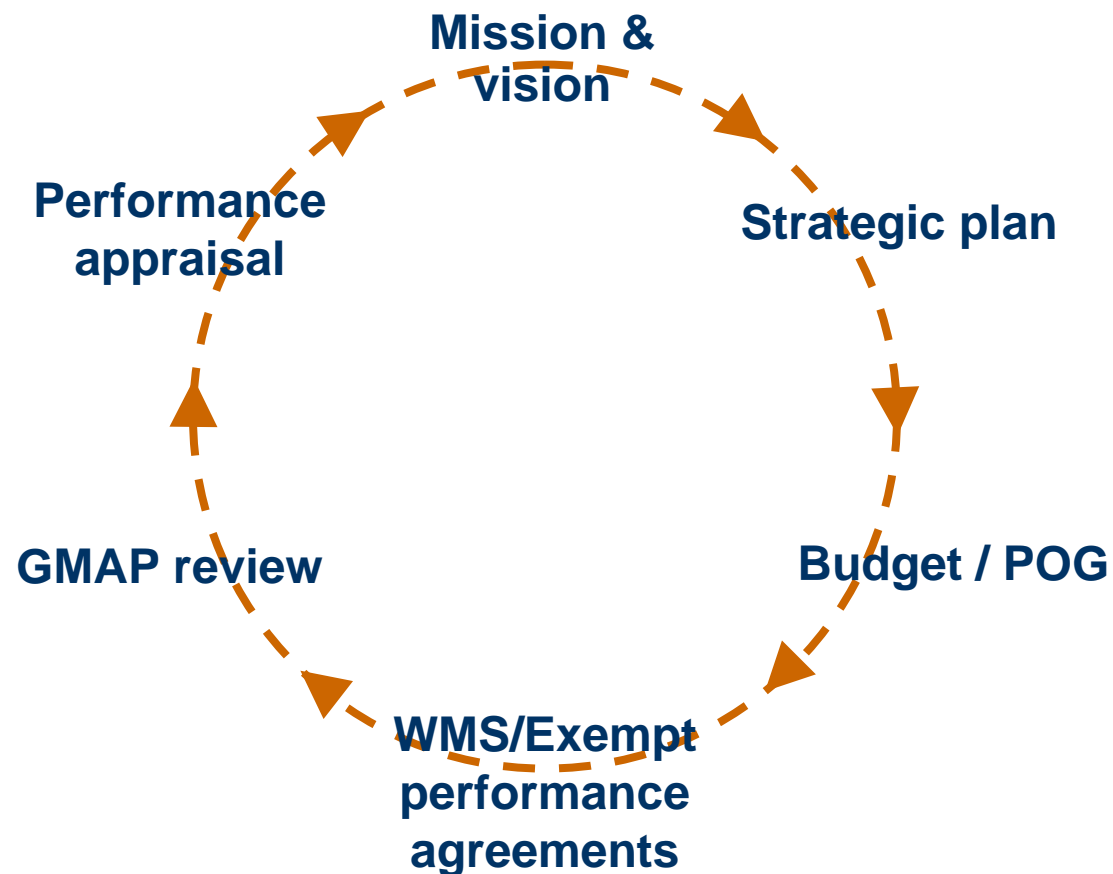 Mission &
vision
Strategic plan
Budget / POG
WMS/Exempt
performance
agreements
GMAP review
Performance
appraisal